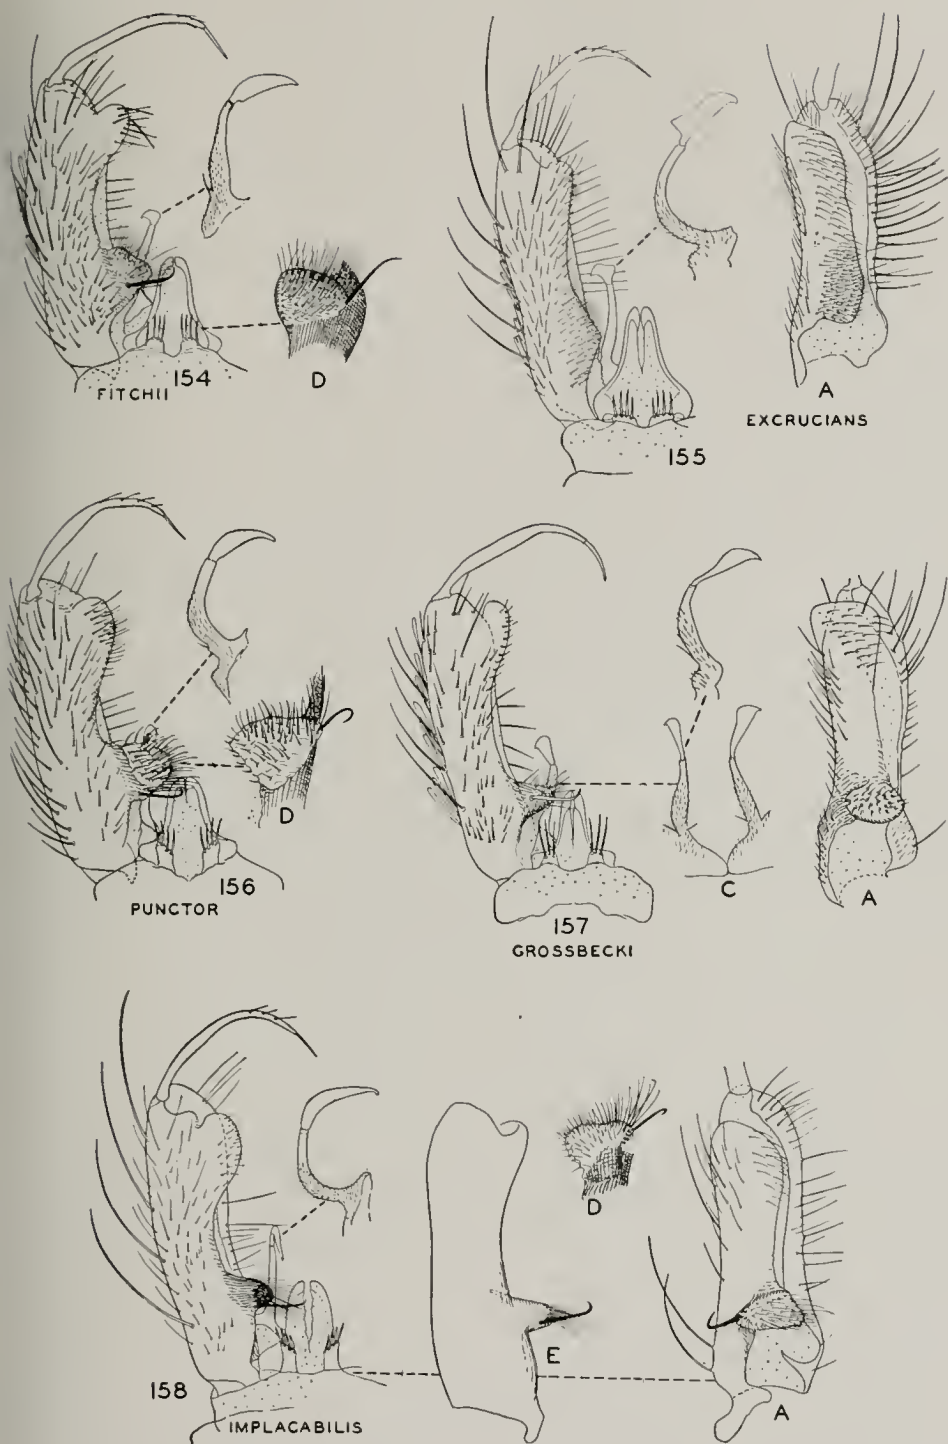 154
FITCHII
D
A
155
EXCRUCIANS
D
156
PUNCTOR
C
A
157
GROSSBECKI
D
E
158
IMPLACABILIS
A